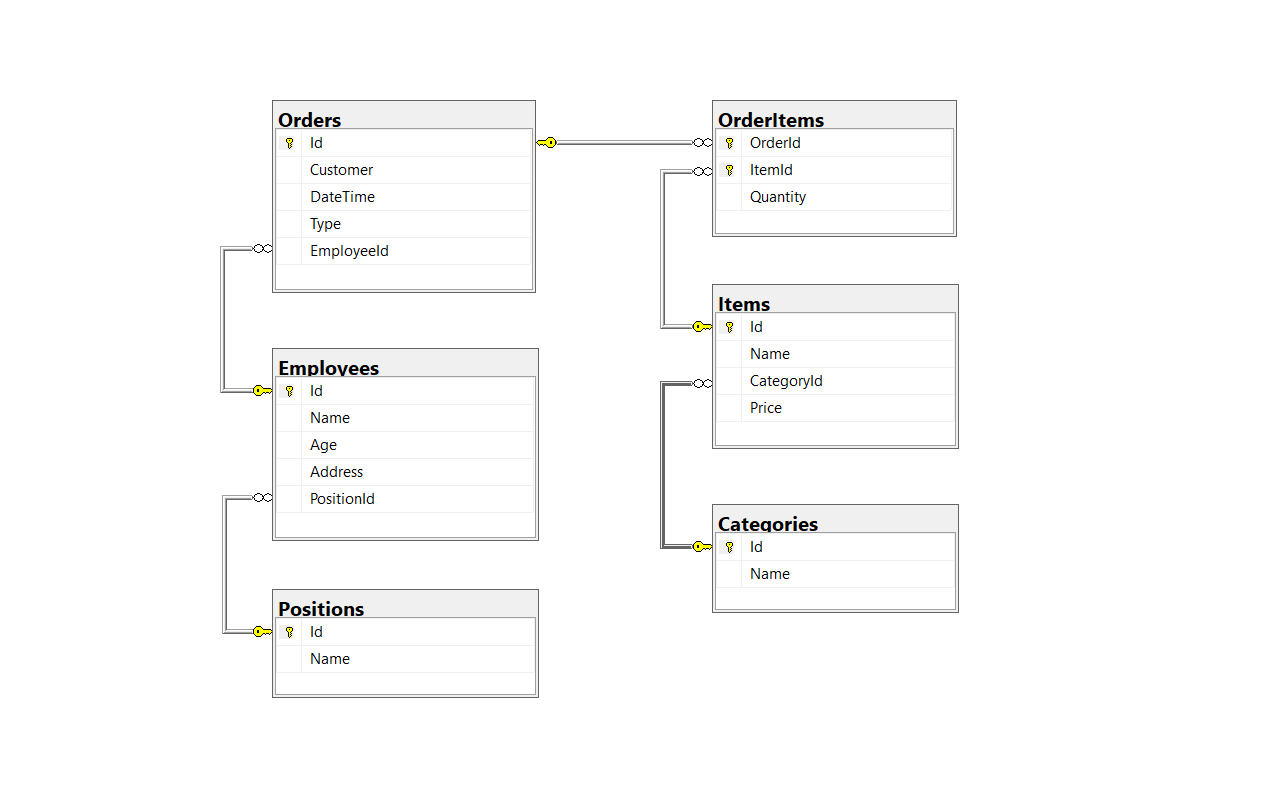 Orders
Id
Customer
DateTime
Type
EmployeeId
Employees
Id
Name
Age
Address
PositionId
Positions
Id
Name
OrderItems
OrderId
ItemId
Quantity
Items
Id
Name
CategoryId
Price
Categories
Id
Name